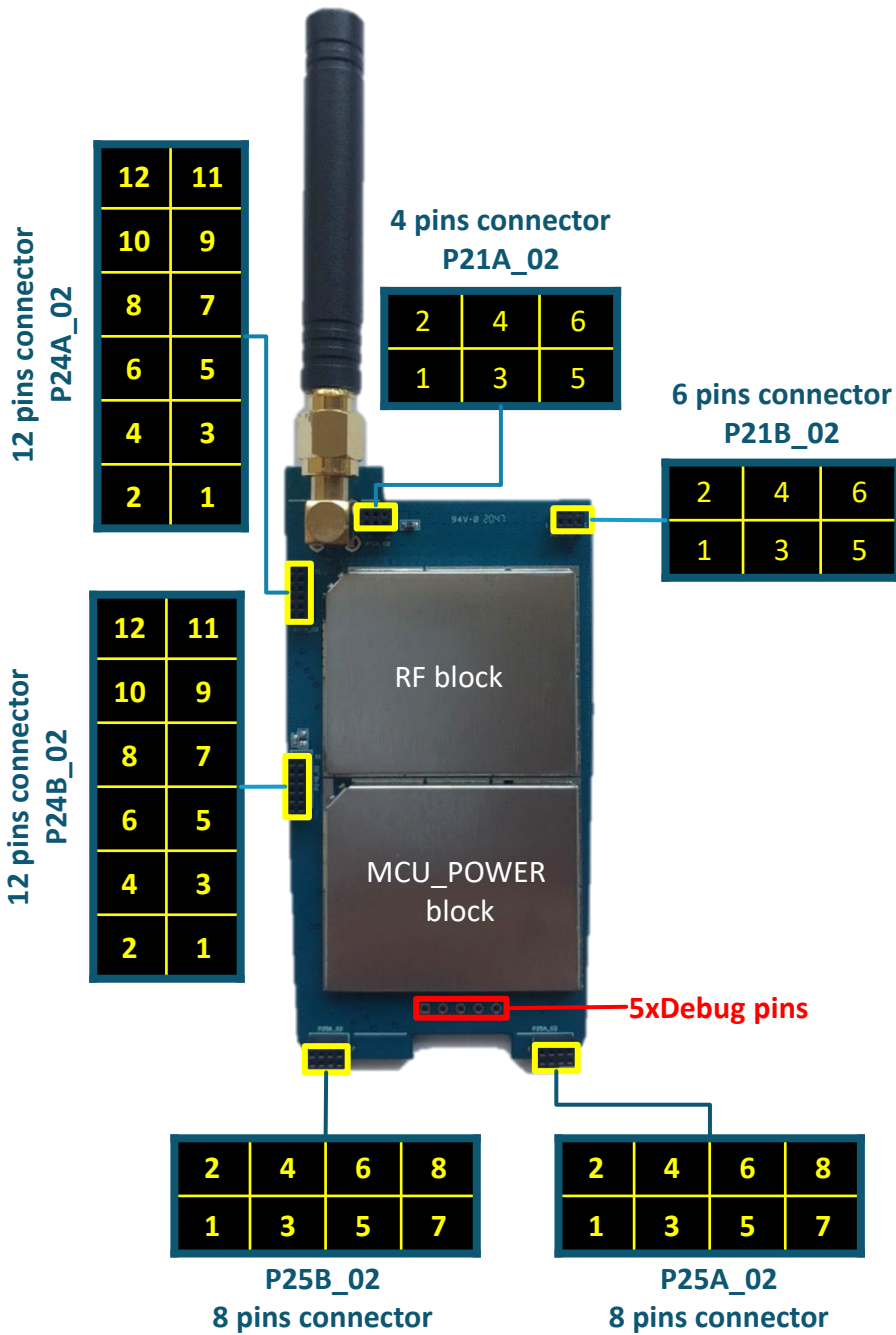 12 11
10 9
8 7
6 5
4 3
2 1
12 pins connector
P24A_02
4 pins connector
P21A_02
2 4 6
1 3 5
6 pins connector
P21B_02
2 4 6
1 3 5
94V-0 2047
12 11
10 9
8 7
6 5
4 3
2 1
12 pins connector
P24B_02
RF block
MCU_POWER
block
5xDebug pins
P25B_02
P25A_02
2 4 6 8
1 3 5 7
P25B_02
8 pins connector
2 4 6 8
1 3 5 7
P25A_02
8 pins connector